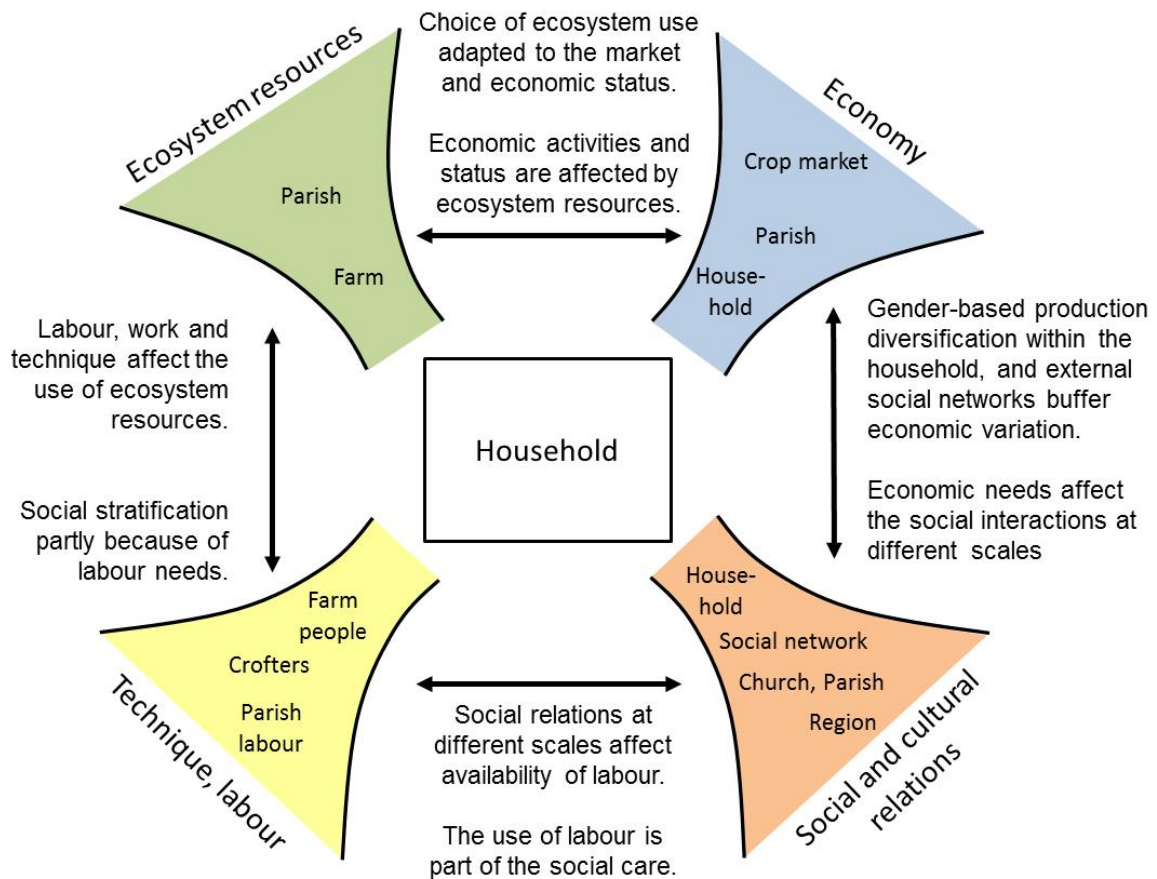 Choice of ecosystem use
adapted to the market
and economic status.
Economic activities and
status are affected by
ecosystem resources.
Ecosystem resources
Parish
Farm
Economy
Crop market
Parish
House-
hold
Labour, work and
technique affect the
use of ecosystem
resources.
Social stratification
partly because of
labour needs.
Household
Gender-based production
diversification within the
household, and external
social networks buffer
economic variation.
Economic needs affect
the social interactions at
different scales
Farm
people
Crofters
Parish
labour
Technique, labour
Social relations at
different scales affect
availability of labour.
The use of labour is
part of the social care.
House-
hold
Social network
Church, Parish
Region
Social and cultural
relations